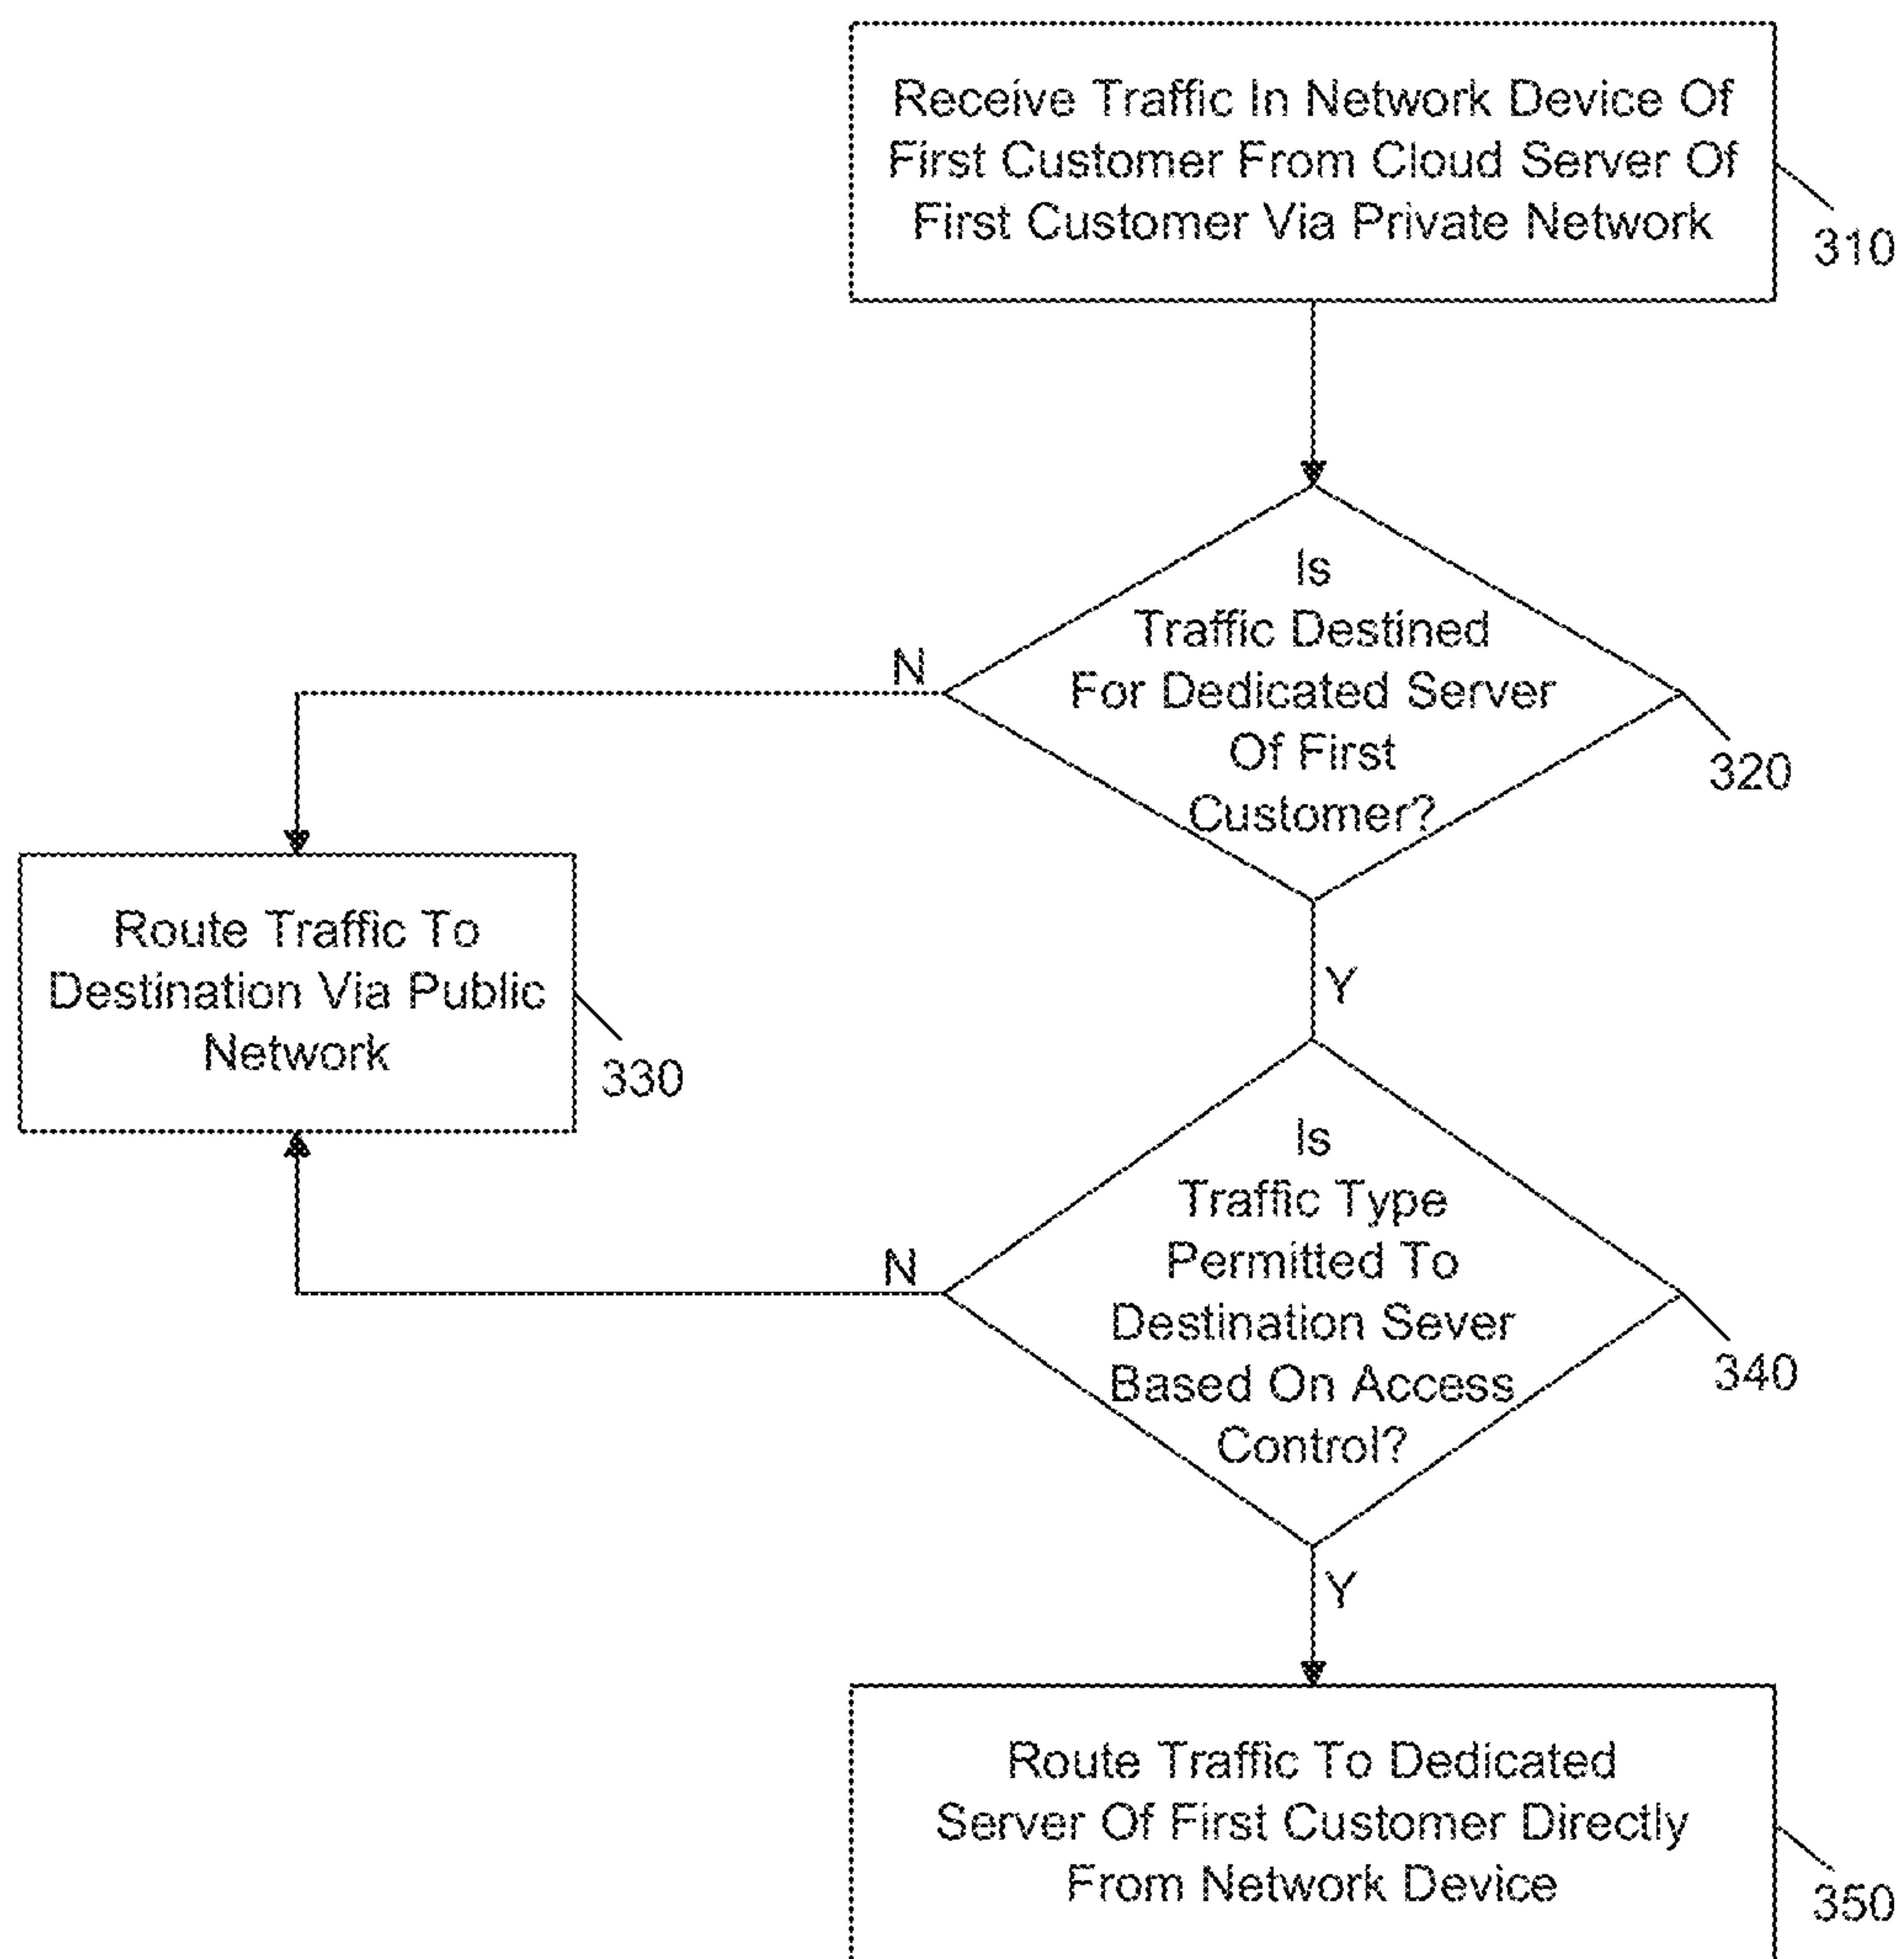 Receive Traffic In Network Device Of
First Customer From Cloud Server Of
First Customer Via Private Network
310
Is
Traffic Destined
For Dedicated Server
Of First
Customer?
320
N
Y
Route Traffic To
Destination Via Public
Network
330
Is
Traffic Type
Permitted To
Destination Sever
Based On Access
Control?
340
N
Y
Route Traffic To Dedicated
Server Of First Customer Directly
From Network Device
350